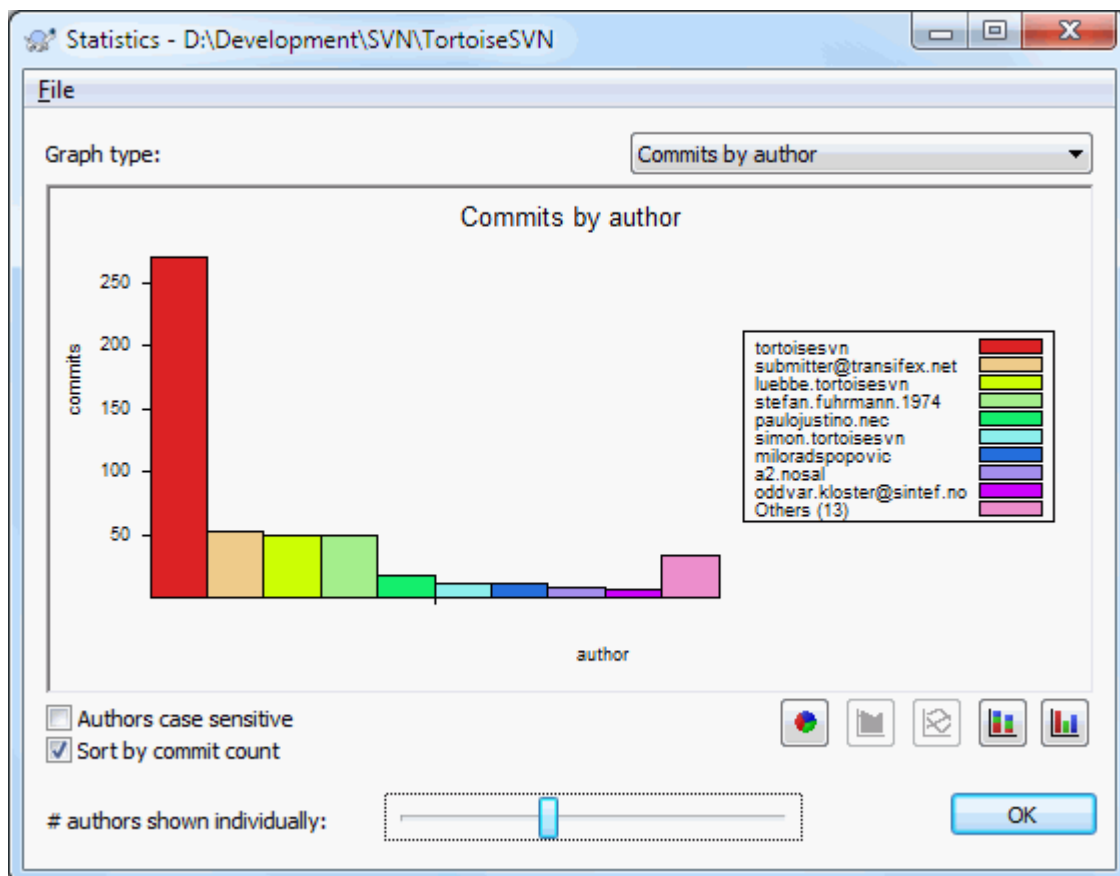 Statistics - D:\Development\SVN\TortoiseSVN
File
Graph type:
Commits by author
Commits by author
250
200
150
100
50
commits
author
tortoisesvn
submitter@transifex.net
luebbe.tortoisesvn
stefan.fuhrmann.1974
paulojustino.nec
simon.tortoisesvn
miloradspopovic
a2.nosal
oddvar.kloster@sintef.no
Others (13)
Authors case sensitive
Sort by commit count
# authors shown individually:
OK